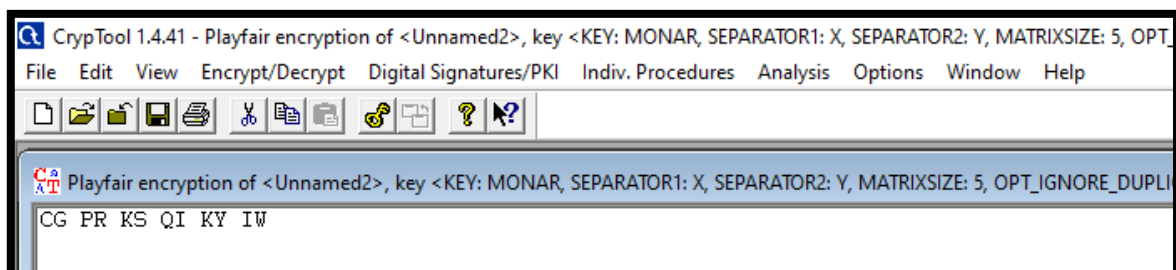 CrypTool 1.4.41 - Playfair encryption of <Unnamed2>, key <KEY: MONAR, SEPARATOR1: X, SEPARATOR2: Y, MATRIXSIZE: 5, OPT_
File Edit View Encrypt/Decrypt Digital Signatures/PKI Indiv. Procedures Analysis Options Window Help
Playfair encryption of <Unnamed2>, key <KEY: MONAR, SEPARATOR1: X, SEPARATOR2: Y, MATRIXSIZE: 5, OPT_IGNORE_DUPLI
CG PR KS QI KY IW